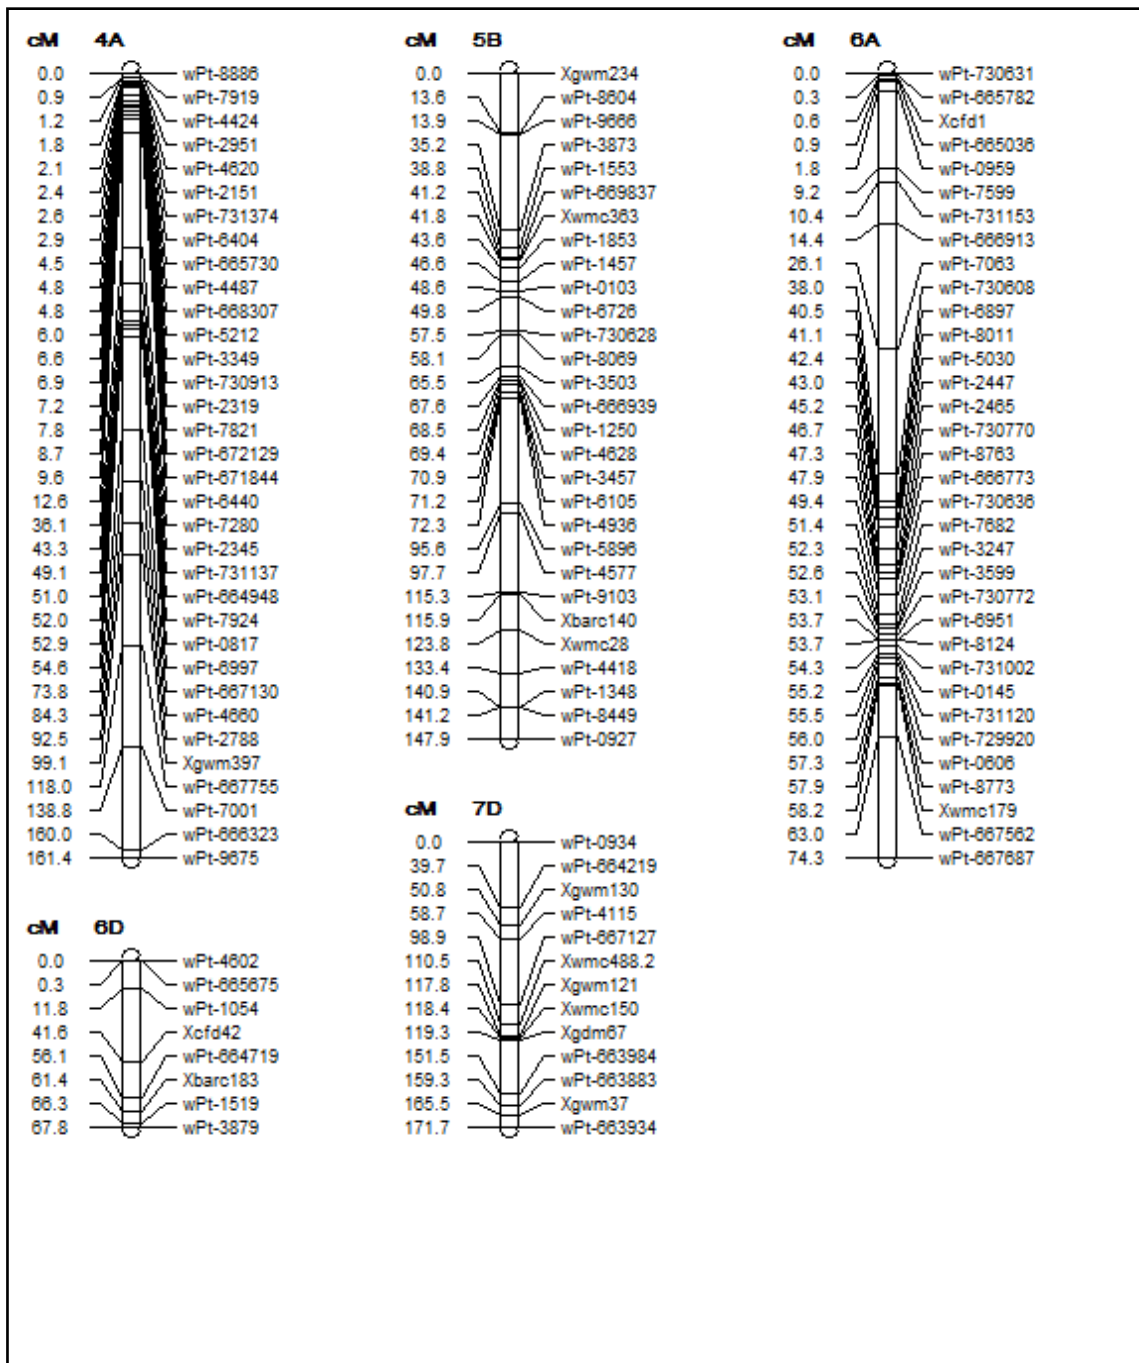 cM 4A
0.0 wPt-8886
0.9 wPt-7919
1.2 wPt-4424
1.8 wPt-2951
2.1 wPt-4620
2.4 wPt-2151
2.6 wPt-731374
2.9 wPt-6404
4.5 wPt-665730
4.8 wPt-4487
4.8 wPt-668307
6.0 wPt-5212
6.6 wPt-3349
6.9 wPt-730913
7.2 wPt-2319
7.8 wPt-7821
8.7 wPt-672129
9.6 wPt-671844
12.6 wPt-6440
36.1 wPt-7280
43.3 wPt-2345
49.1 wPt-731137
51.0 wPt-664948
52.0 wPt-7924
52.9 wPt-0817
54.6 wPt-6997
73.8 wPt-667130
84.3 wPt-4660
92.5 wPt-2788
99.1 Xgwm397
118.0 wPt-667755
138.8 wPt-7001
160.0 wPt-666323
161.4 wPt-9675
cM 6D
0.0 wPt-4602
0.3 wPt-665675
11.8 wPt-1054
41.6 Xcfd42
56.1 wPt-664719
61.4 Xbarc183
66.3 wPt-1519
67.8 wPt-3879
cM 5B
0.0 Xgwm234
13.6 wPt-8604
13.9 wPt-9666
35.2 wPt-3873
38.8 wPt-1553
41.2 wPt-669837
41.8 Xwmc363
43.6 wPt-1853
46.6 wPt-1457
48.6 wPt-0103
49.8 wPt-6726
57.5 wPt-730628
58.1 wPt-8069
65.5 wPt-3503
67.6 wPt-666939
68.5 wPt-1250
69.4 wPt-4628
70.9 wPt-3457
71.2 wPt-6105
72.3 wPt-4936
95.6 wPt-5896
97.7 wPt-4577
115.3 wPt-9103
115.9 Xbarc140
123.8 Xwmc28
133.4 wPt-4418
140.9 wPt-1348
141.2 wPt-8449
147.9 wPt-0927
cM 7D
0.0 wPt-0934
39.7 wPt-664219
50.8 Xgwm130
58.7 wPt-4115
98.9 wPt-667127
110.5 Xwmc488.2
117.8 Xgwm121
118.4 Xwmc150
119.3 Xgdm67
151.5 wPt-663984
159.3 wPt-663883
165.5 Xgwm37
171.7 wPt-663934
cM 6A
0.0 wPt-730631
0.3 wPt-665782
0.6 Xcfd1
0.9 wPt-665036
1.8 wPt-0959
9.2 wPt-7599
10.4 wPt-731153
14.4 wPt-666913
26.1 wPt-7063
38.0 wPt-730608
40.5 wPt-6897
41.1 wPt-8011
42.4 wPt-5030
43.0 wPt-2447
45.2 wPt-2465
46.7 wPt-730770
47.3 wPt-8763
47.9 wPt-666773
49.4 wPt-730636
51.4 wPt-7682
52.3 wPt-3247
52.6 wPt-3599
53.1 wPt-730772
53.7 wPt-6951
53.7 wPt-8124
54.3 wPt-731002
55.2 wPt-0145
55.5 wPt-731120
56.0 wPt-729920
57.3 wPt-0606
57.9 wPt-8773
58.2 Xwmc179
63.0 wPt-667562
74.3 wPt-667687